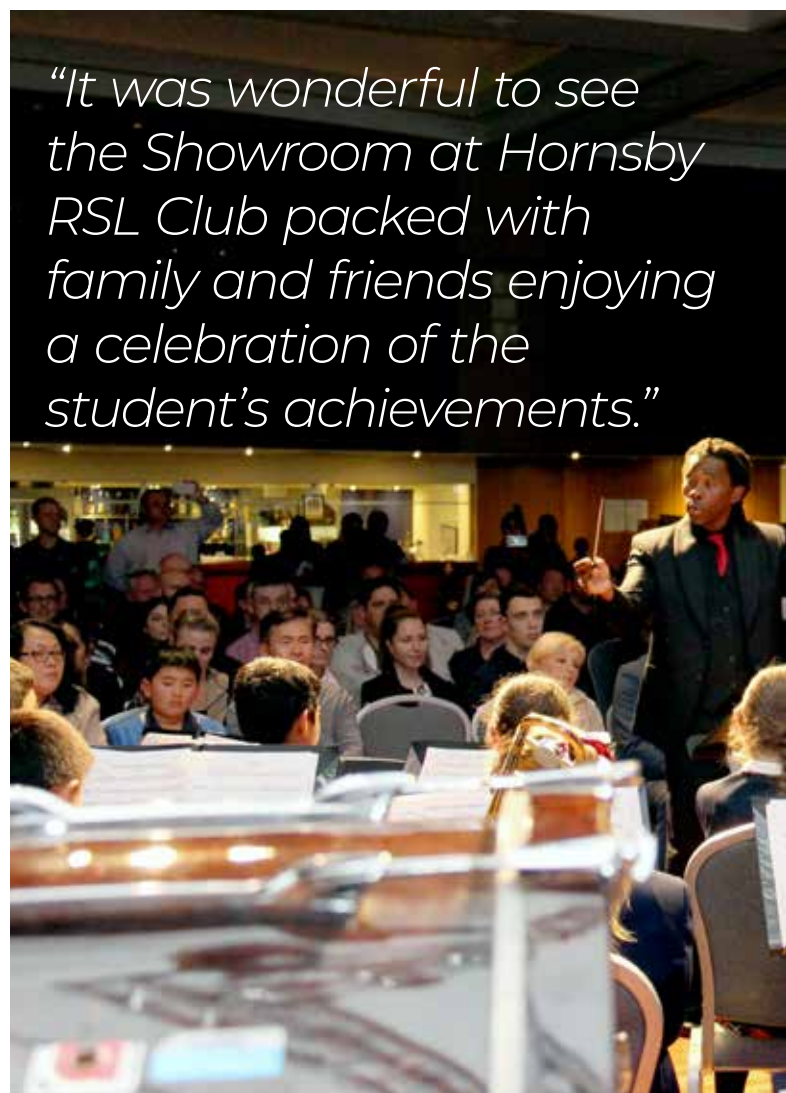 “It was wonderful to see
the Showroom at Hornsby
RSL Club packed with
family and friends enjoying
a celebration of the
student’s achievements.”